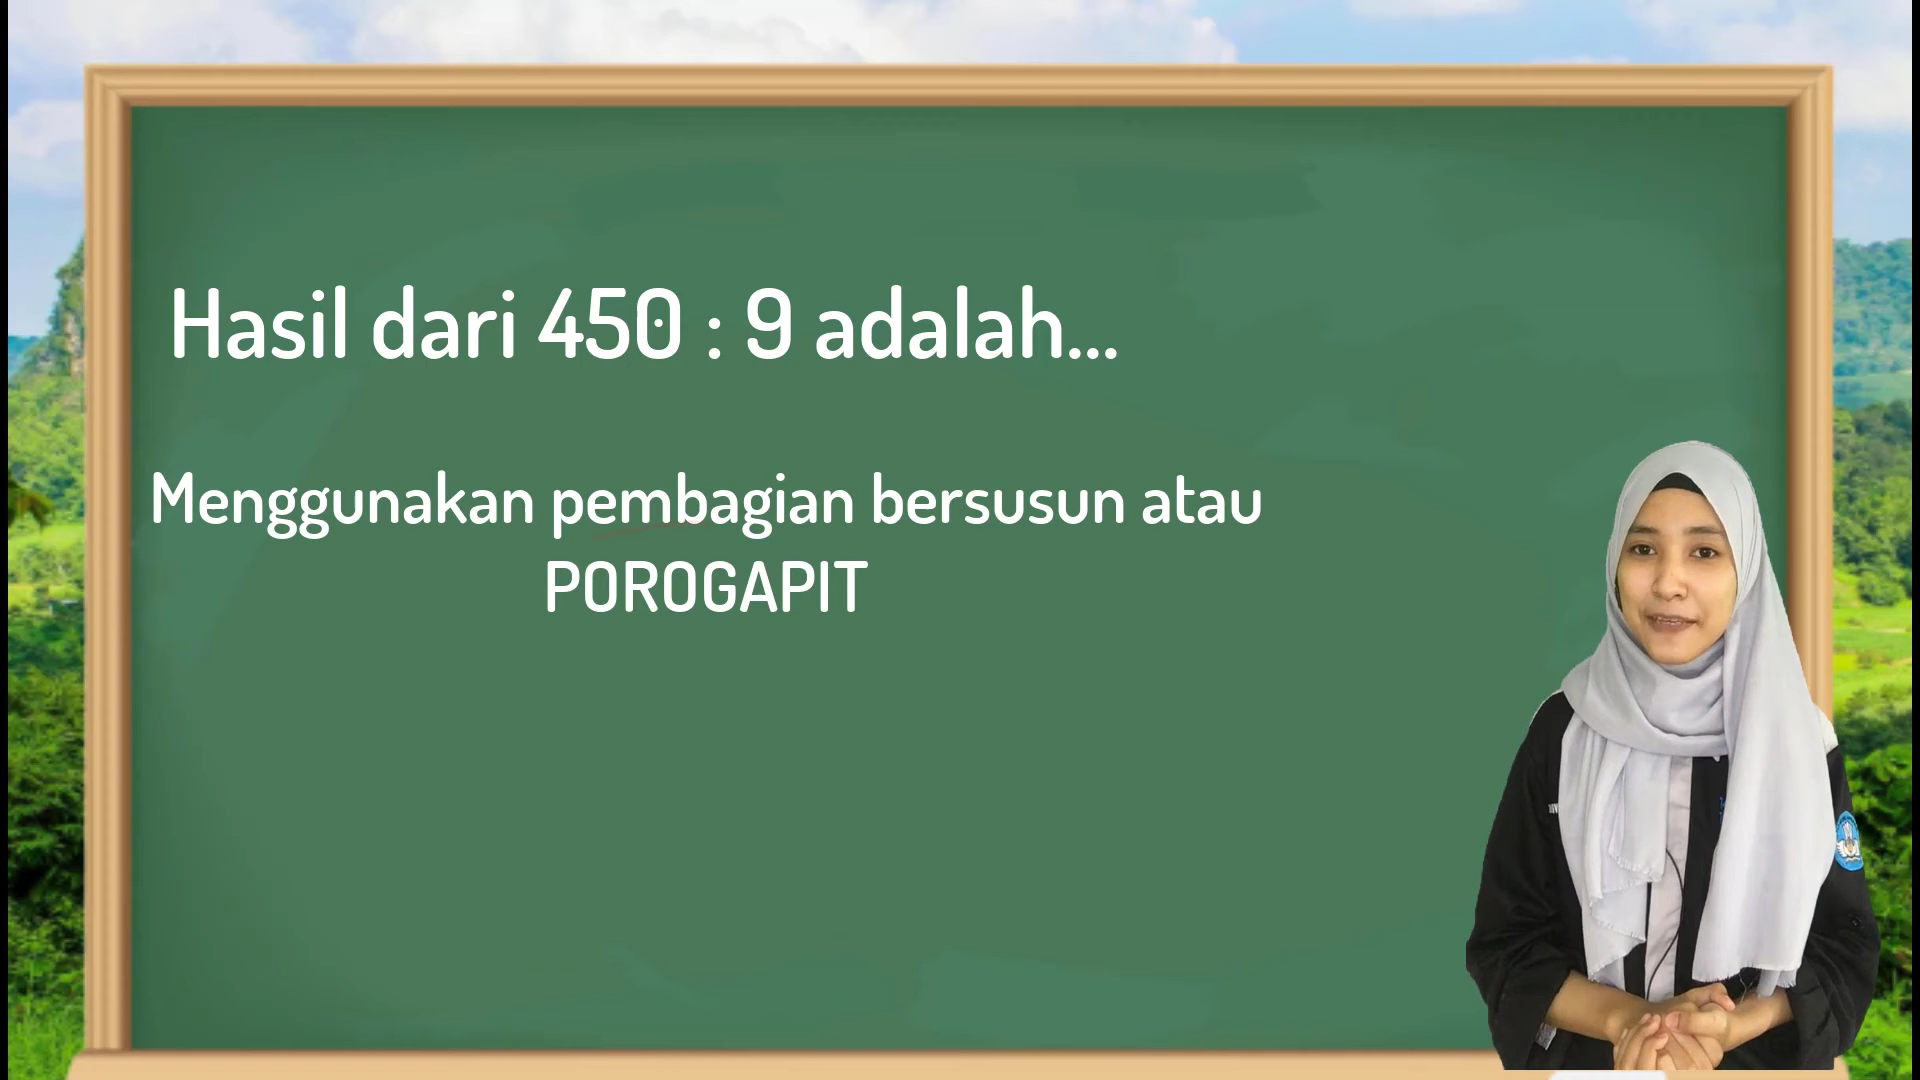 Hasil dari 450 : 9 adalah...
Menggunakan pembagian bersusun atau
POROGAPIT